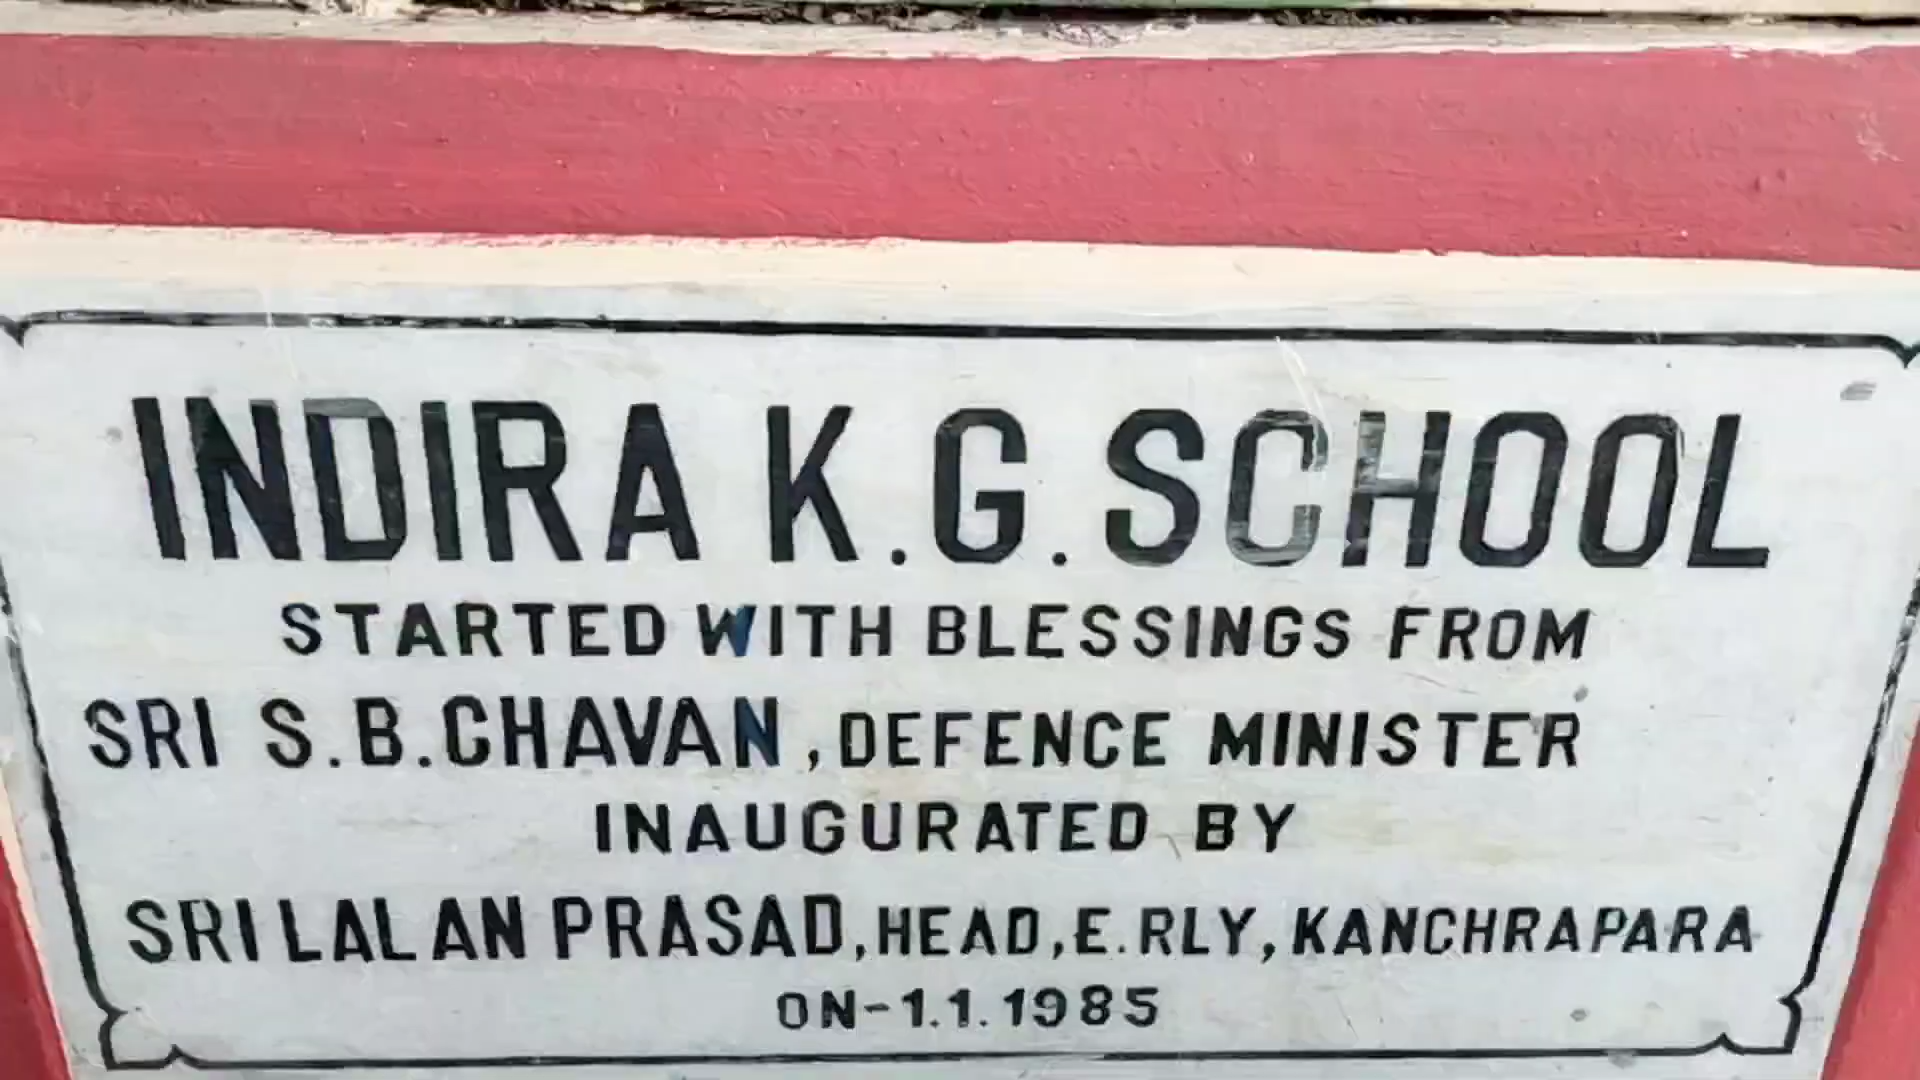 INDIRA K.G. SCHOOL
STARTED WITH BLESSINGS FROM
SRI S.B.CHAVAN, DEFENCE MINISTER
INAUGURATED BY
SRI LALAN PRASAD, HEAD, E.RLY, KANCHRAPARA
ON-1.1.1985